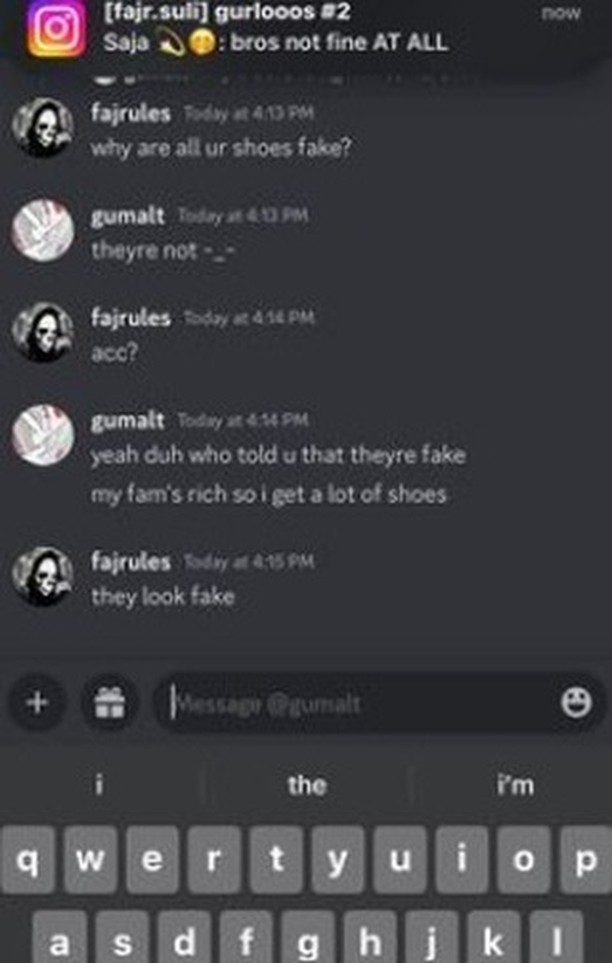 [fajr.suli] gurlooos #2
now
Saja 💫🤭: bros not fine AT ALL
fajrules Today at 4:13 PM
why are all ur shoes fake?
gumalt Today at 4:13 PM
theyre not -_-
fajrules Today at 4:14 PM
acc?
gumalt Today at 4:14 PM
yeah duh who told u that theyre fake
my fam's rich so i get a lot of shoes
fajrules Today at 4:15 PM
they look fake
Message @gumalt
i the i'm
q w e r t y u i o p
a s d f g h j k l